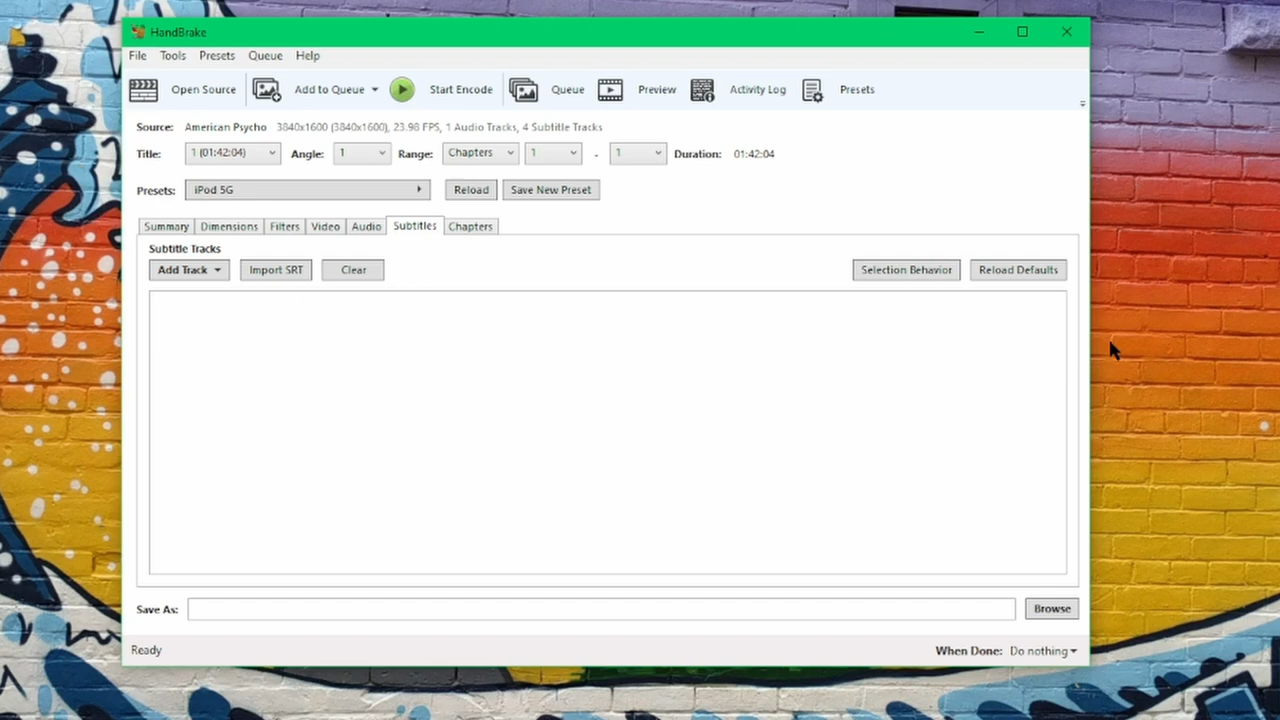 HandBrake
File Tools Presets Queue Help
Open Source Add to Queue Start Encode Queue Preview Activity Log Presets
Source: American Psycho 3840x1600 (3840x1600), 23.98 FPS, 1 Audio Tracks, 4 Subtitle Tracks
Title: 1 (01:42:04) Angle: 1 Range: Chapters 1 - 1 Duration: 01:42:04
Presets: iPod 5G Reload Save New Preset
Summary Dimensions Filters Video Audio Subtitles Chapters
Subtitle Tracks
Add Track Import SRT Clear Selection Behavior Reload Defaults
Save As: Browse
Ready When Done: Do nothing